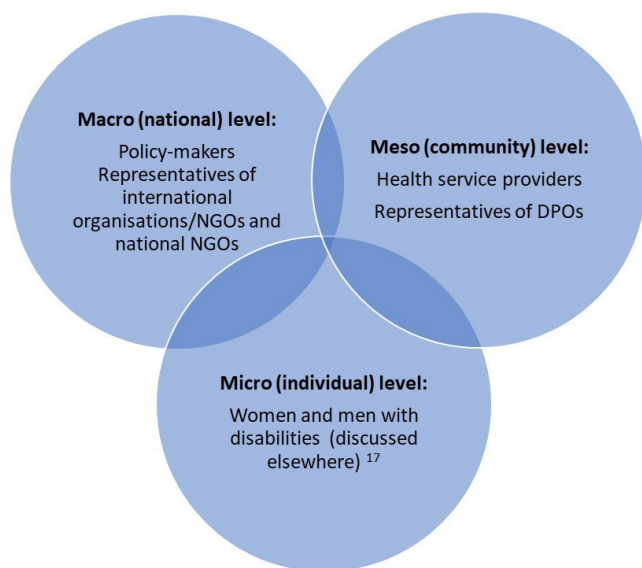 Macro (national) level:
Policy-makers
Representatives of
international
organisations/NGOs and
national NGOs
Meso (community) level:
Health service providers
Representatives of DPOs
Micro (individual) level:
Women and men with
disabilities (discussed
elsewhere) 17